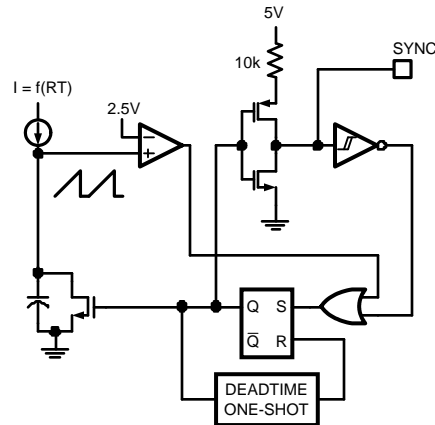 5V
SYNC
10k
I = f(RT)
2.5V
−
+
Q S
Q̅ R
DEADTIME
ONE-SHOT